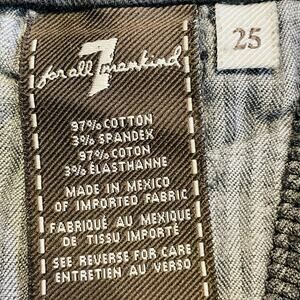 7
for all mankind
25
97% COTTON
3% SPANDEX
97% COTON
3% ÉLASTHANNE
MADE IN MEXICO
OF IMPORTED FABRIC
FABRIQUÉ AU MEXIQUE
DE TISSU IMPORTÉ
SEE REVERSE FOR CARE
ENTRETIEN AU VERSO